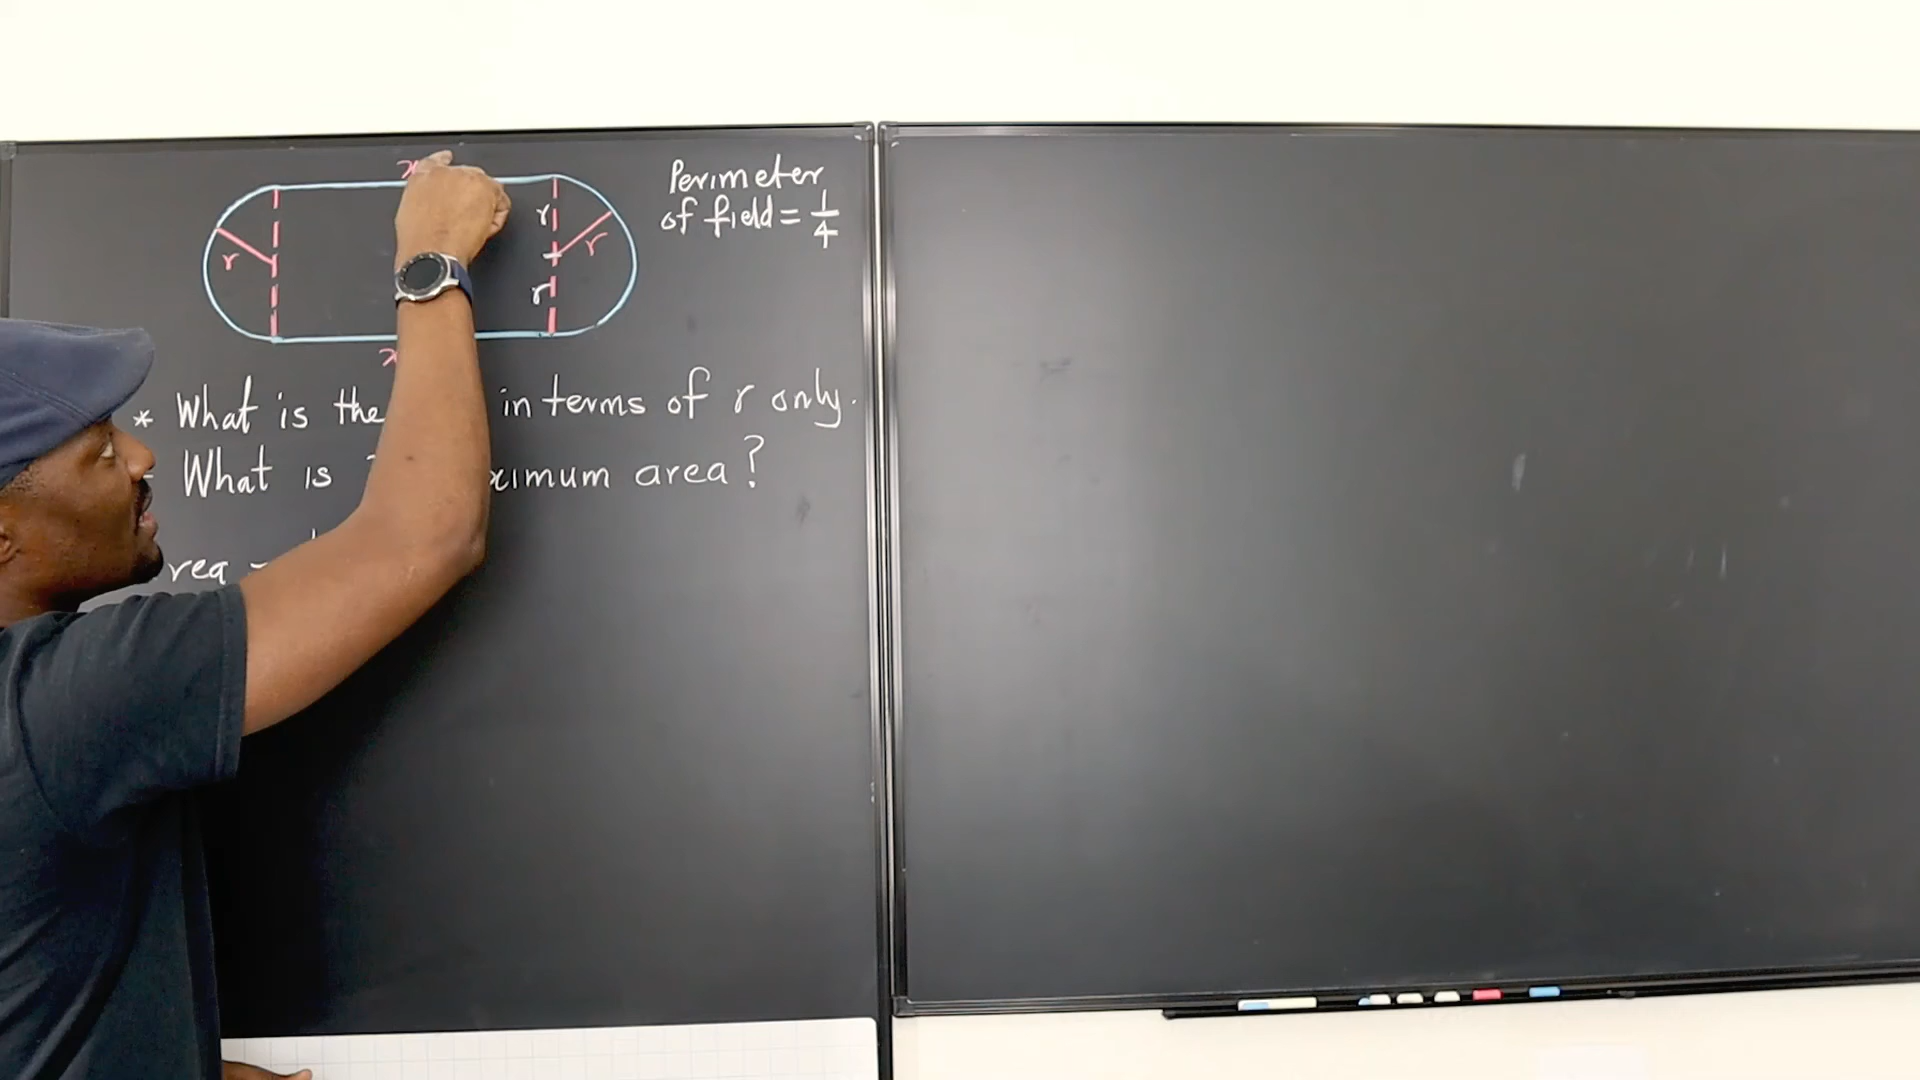 x
r
r
r
r
x
Perimeter
of field = 1/4
* What is the in terms of r only.
What is ximum area?
rea =